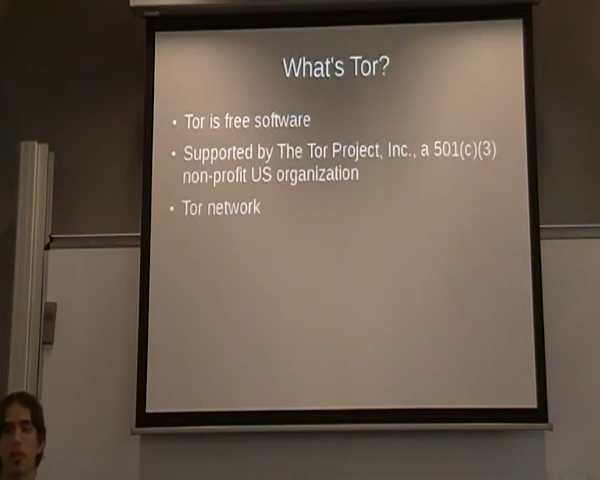 What's Tor?
• Tor is free software
• Supported by The Tor Project, Inc., a 501(c)(3)
non-profit US organization
• Tor network